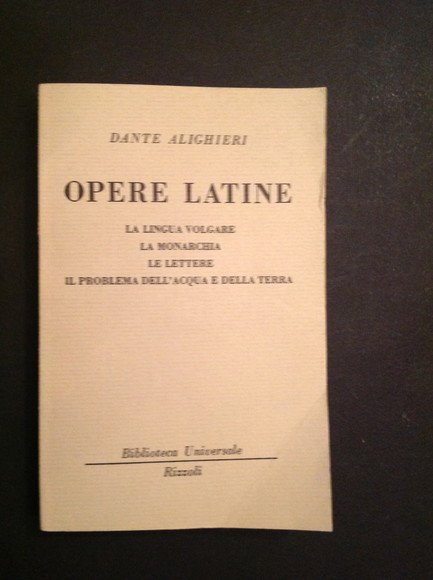 DANTE ALIGHIERI
OPERE LATINE
LA LINGUA VOLGARE
LA MONARCHIA
LE LETTERE
IL PROBLEMA DELL'ACQUA E DELLA TERRA
Biblioteca Universale
Rizzoli